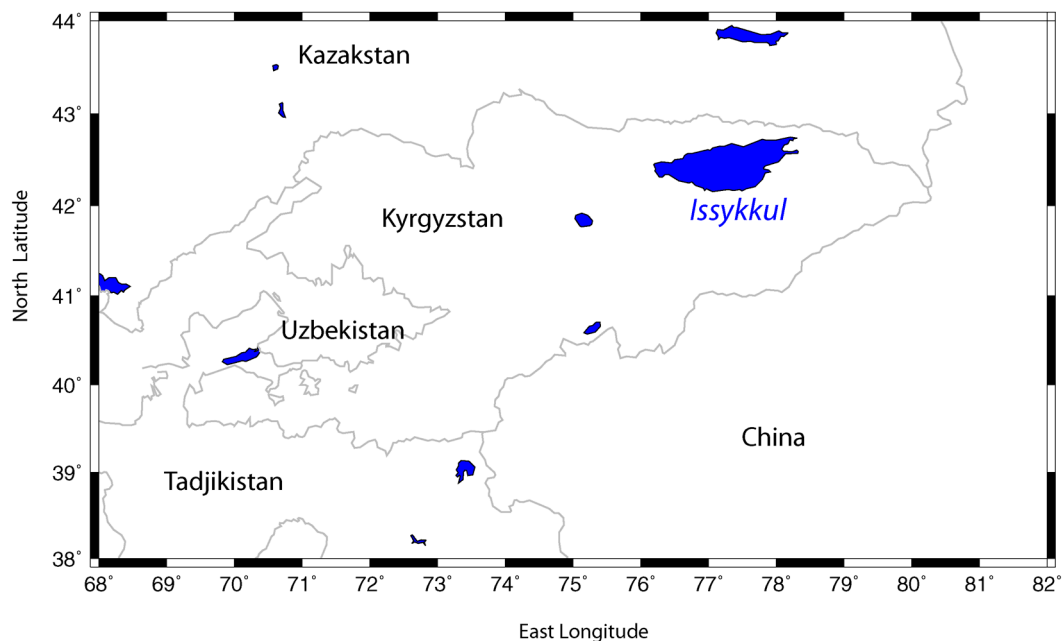 44˚
Kazakstan
43˚
42˚
Kyrgyzstan
Issykkul
North Latitude
41˚
Uzbekistan
40˚
China
39˚
Tadjikistan
38˚
68˚ 69˚ 70˚ 71˚ 72˚ 73˚ 74˚ 75˚ 76˚ 77˚ 78˚ 79˚ 80˚ 81˚ 82˚
East Longitude